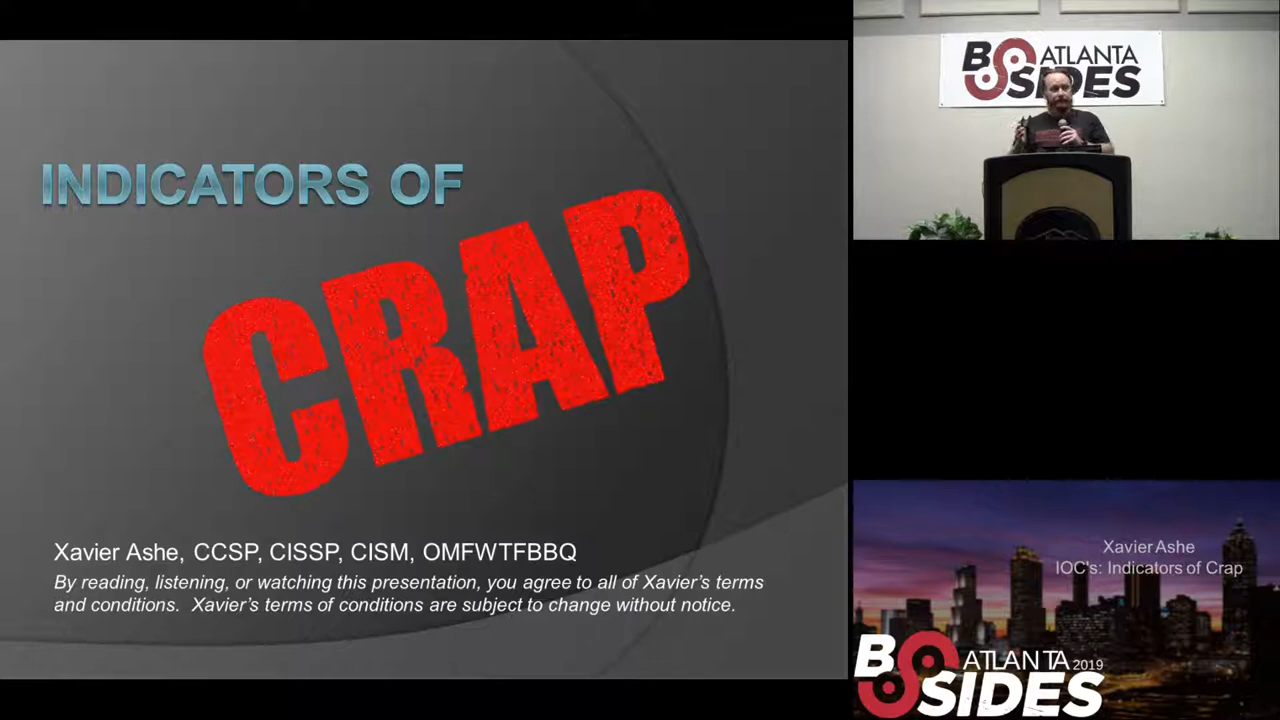 INDICATORS OF
CRAP
Xavier Ashe, CCSP, CISSP, CISM, OMFWTFBBQ
By reading, listening, or watching this presentation, you agree to all of Xavier’s terms
and conditions. Xavier’s terms of conditions are subject to change without notice.
BSIDES ATLANTA
Xavier Ashe
IOC's: Indicators of Crap
BSIDES ATLANTA 2019